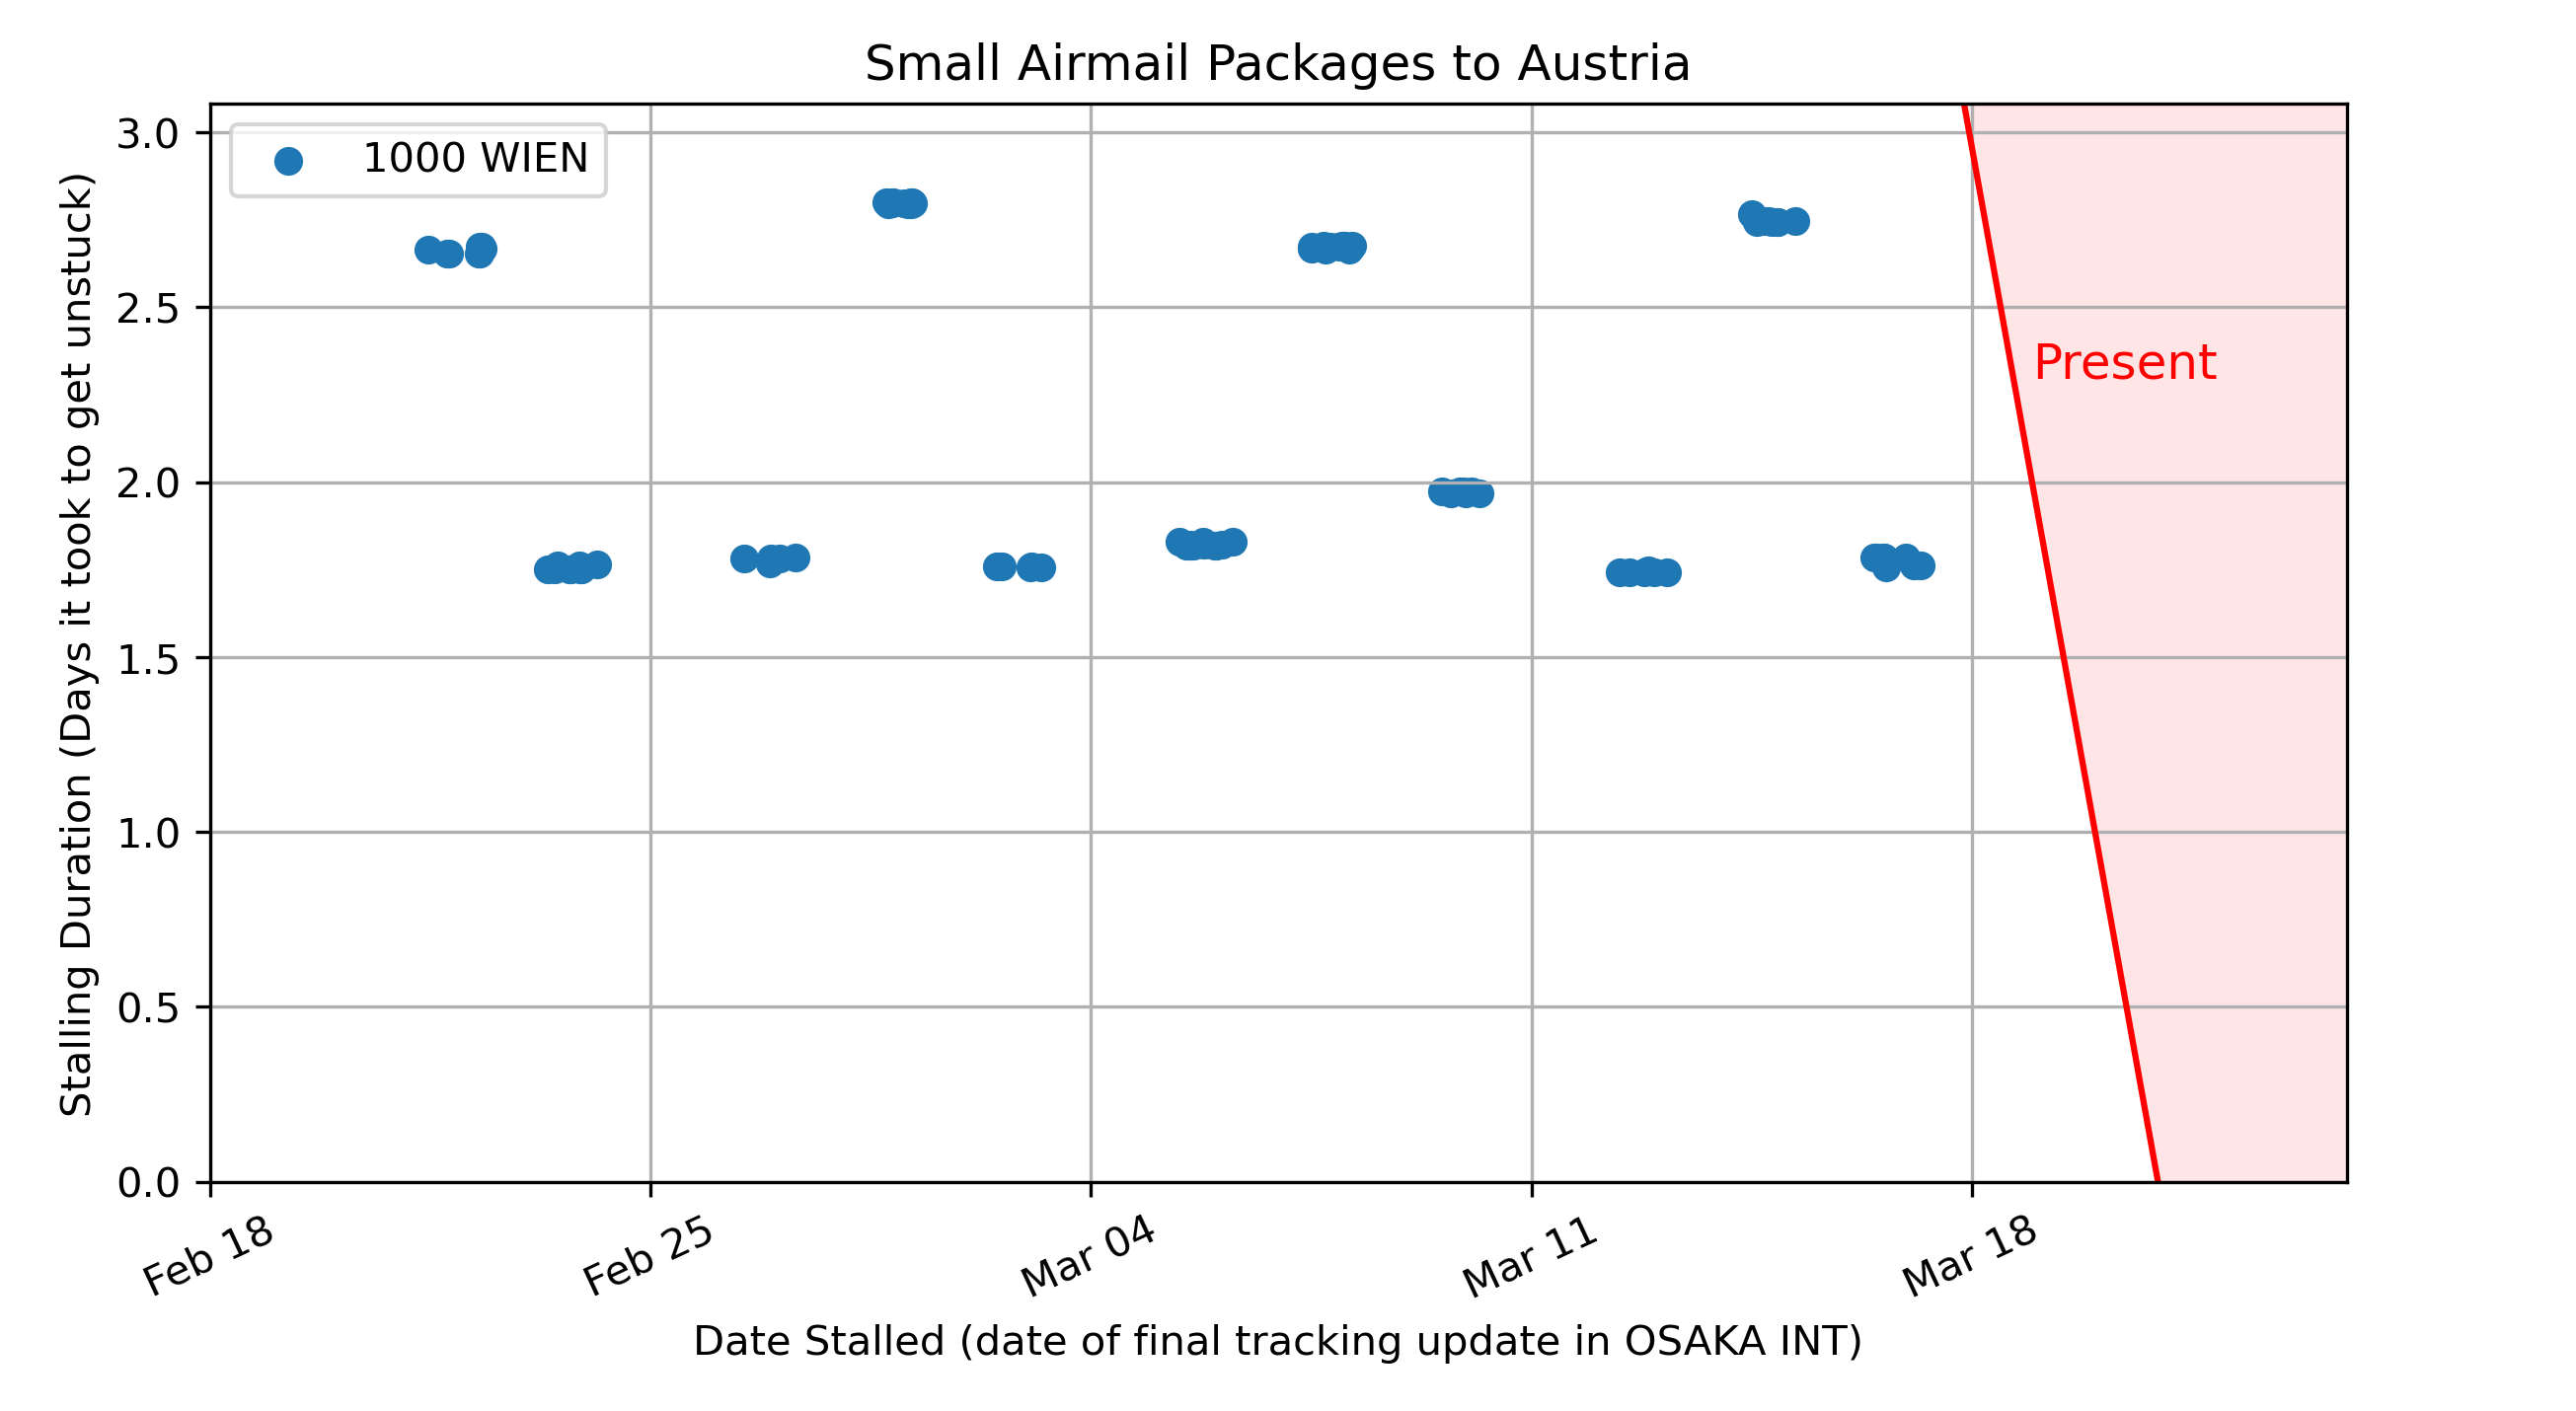 Small Airmail Packages to Austria
Stalling Duration (Days it took to get unstuck)
3.0
2.5
2.0
1.5
1.0
0.5
0.0
1000 WIEN
Present
Feb 18
Feb 25
Mar 04
Mar 11
Mar 18
Date Stalled (date of final tracking update in OSAKA INT)